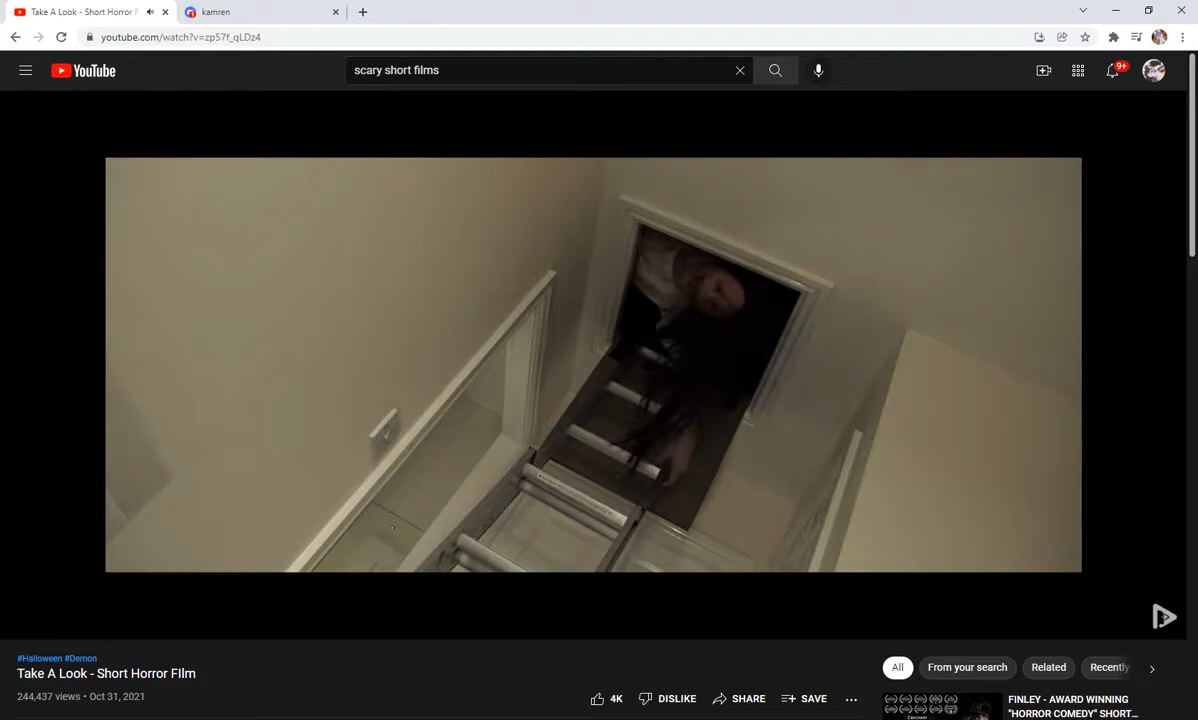 Take A Look - Short Horror F
kamren
youtube.com/watch?v=zp57f_qLDz4
YouTube
scary short films
9+
#Halloween #Demon
Take A Look - Short Horror FIlm
244,437 views • Oct 31, 2021
4K
DISLIKE
SHARE
SAVE
All
From your search
Related
Recently
FINLEY - AWARD WINNING
"HORROR COMEDY" SHORT...